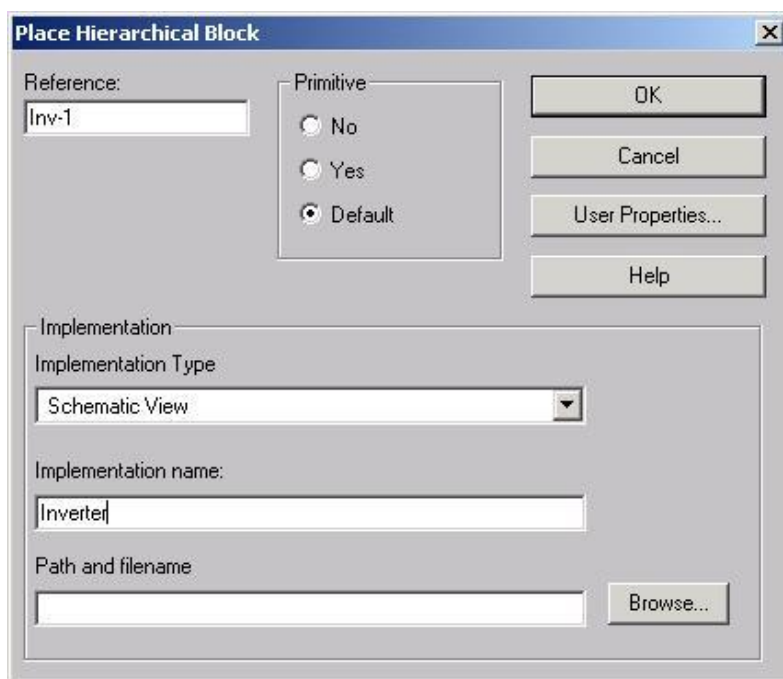 Place Hierarchical Block
Reference:
Inv-1
Primitive
No
Yes
Default
OK
Cancel
User Properties...
Help
Implementation
Implementation Type
Schematic View
Implementation name:
Inverter
Path and filename
Browse...